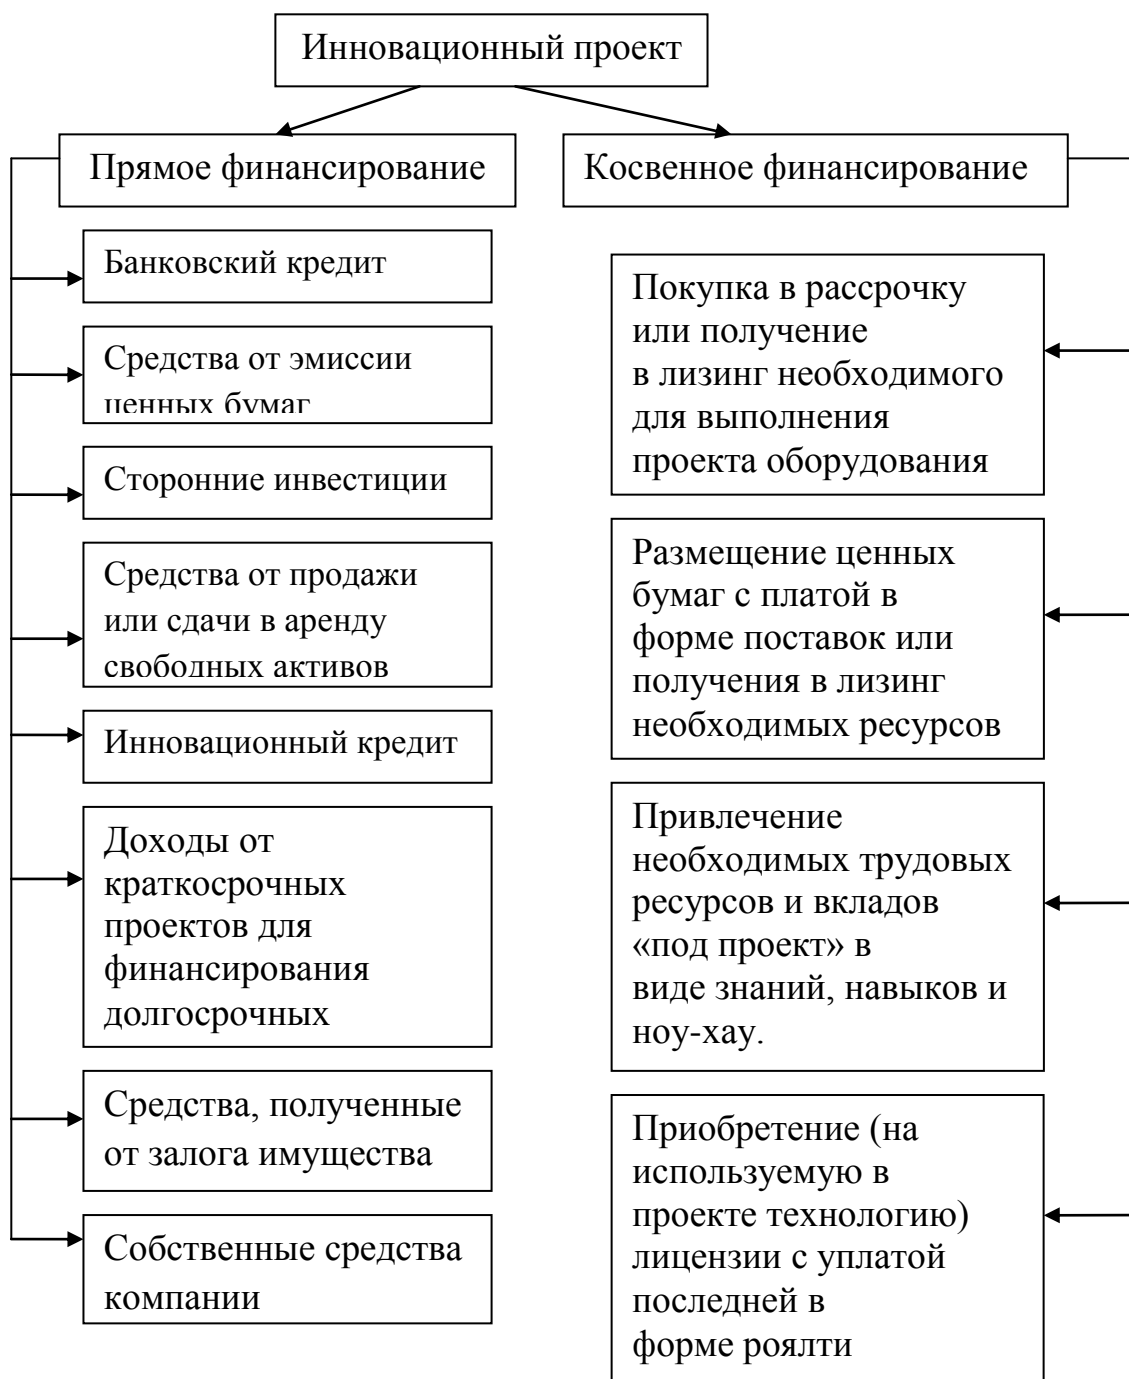 Инновационный проект
Прямое финансирование
Банковский кредит
Средства от эмиссии
ценных бумаг
Сторонние инвестиции
Средства от продажи
или сдачи в аренду
свободных активов
Инновационный кредит
Доходы от
краткосрочных
проектов для
финансирования
долгосрочных
Средства, полученные
от залога имущества
Собственные средства
компании
Косвенное финансирование
Покупка в рассрочку
или получение
в лизинг необходимого
для выполнения
проекта оборудования
Размещение ценных
бумаг с платой в
форме поставок или
получения в лизинг
необходимых ресурсов
Привлечение
необходимых трудовых
ресурсов и вкладов
«под проект» в
виде знаний, навыков и
ноу-хау.
Приобретение (на
используемую в
проекте технологию)
лицензии с уплатой
последней в
форме роялти